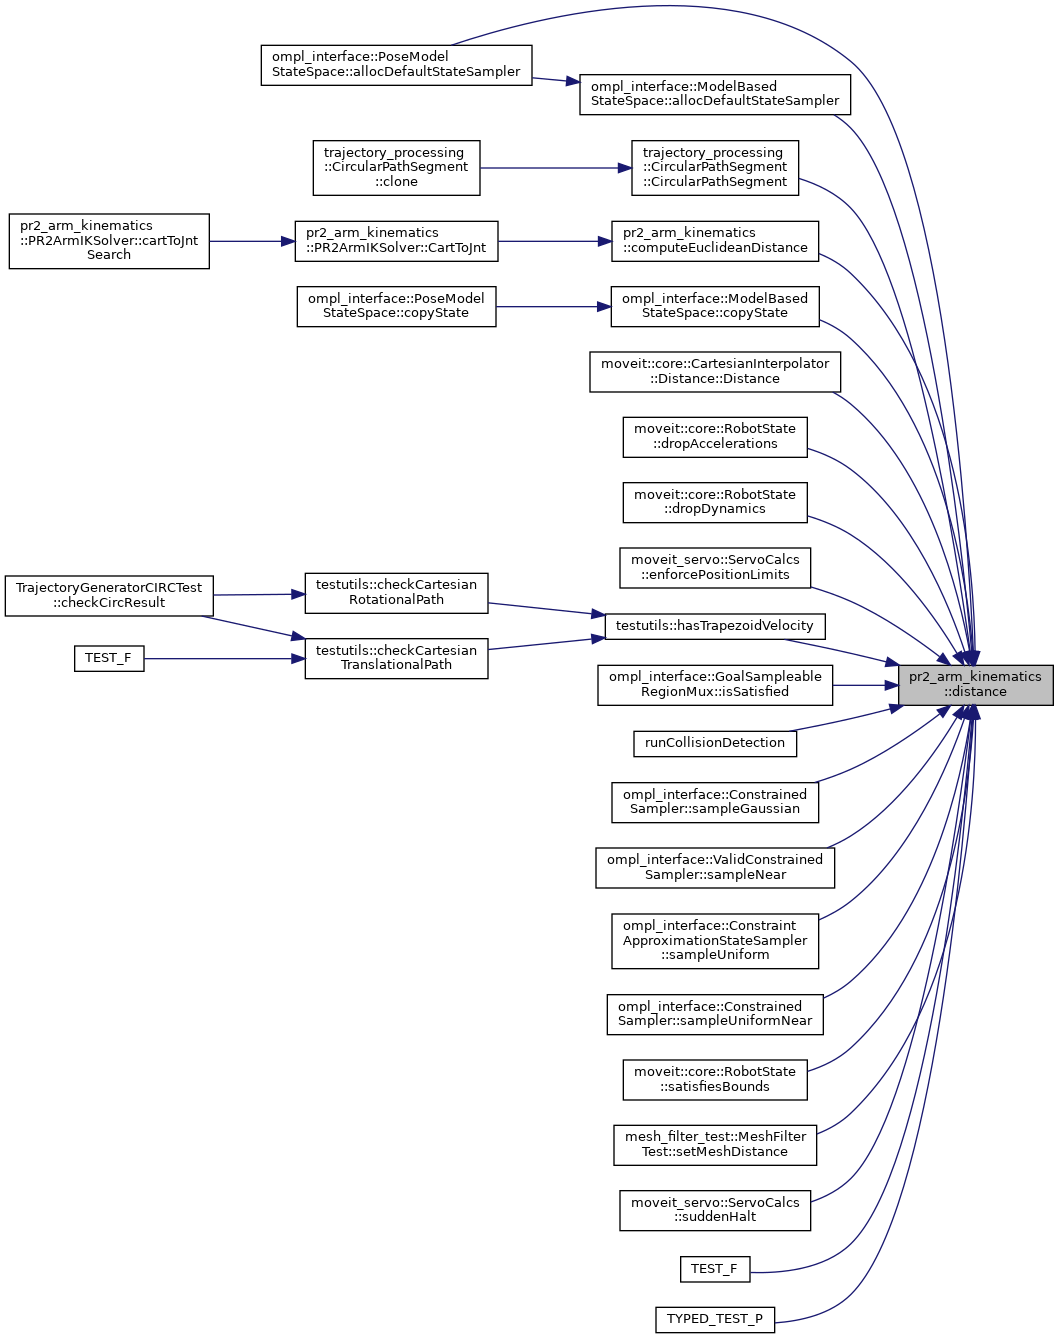 ompl_interface::PoseModel
StateSpace::allocDefaultStateSampler
ompl_interface::ModelBased
StateSpace::allocDefaultStateSampler
trajectory_processing
::CircularPathSegment
::clone
trajectory_processing
::CircularPathSegment
::CircularPathSegment
pr2_arm_kinematics
::PR2ArmIKSolver::cartToJnt
Search
pr2_arm_kinematics
::PR2ArmIKSolver::CartToJnt
pr2_arm_kinematics
::computeEuclideanDistance
ompl_interface::PoseModel
StateSpace::copyState
ompl_interface::ModelBased
StateSpace::copyState
moveit::core::CartesianInterpolator
::Distance::Distance
moveit::core::RobotState
::dropAccelerations
moveit::core::RobotState
::dropDynamics
moveit_servo::ServoCalcs
::enforcePositionLimits
TrajectoryGeneratorCIRCTest
::checkCircResult
testutils::checkCartesian
RotationalPath
testutils::hasTrapezoidVelocity
TEST_F
testutils::checkCartesian
TranslationalPath
ompl_interface::GoalSampleable
RegionMux::isSatisfied
pr2_arm_kinematics
::distance
runCollisionDetection
ompl_interface::Constrained
Sampler::sampleGaussian
ompl_interface::ValidConstrained
Sampler::sampleNear
ompl_interface::Constraint
ApproximationStateSampler
::sampleUniform
ompl_interface::Constrained
Sampler::sampleUniformNear
moveit::core::RobotState
::satisfiesBounds
mesh_filter_test::MeshFilter
Test::setMeshDistance
moveit_servo::ServoCalcs
::suddenHalt
TEST_F
TYPED_TEST_P